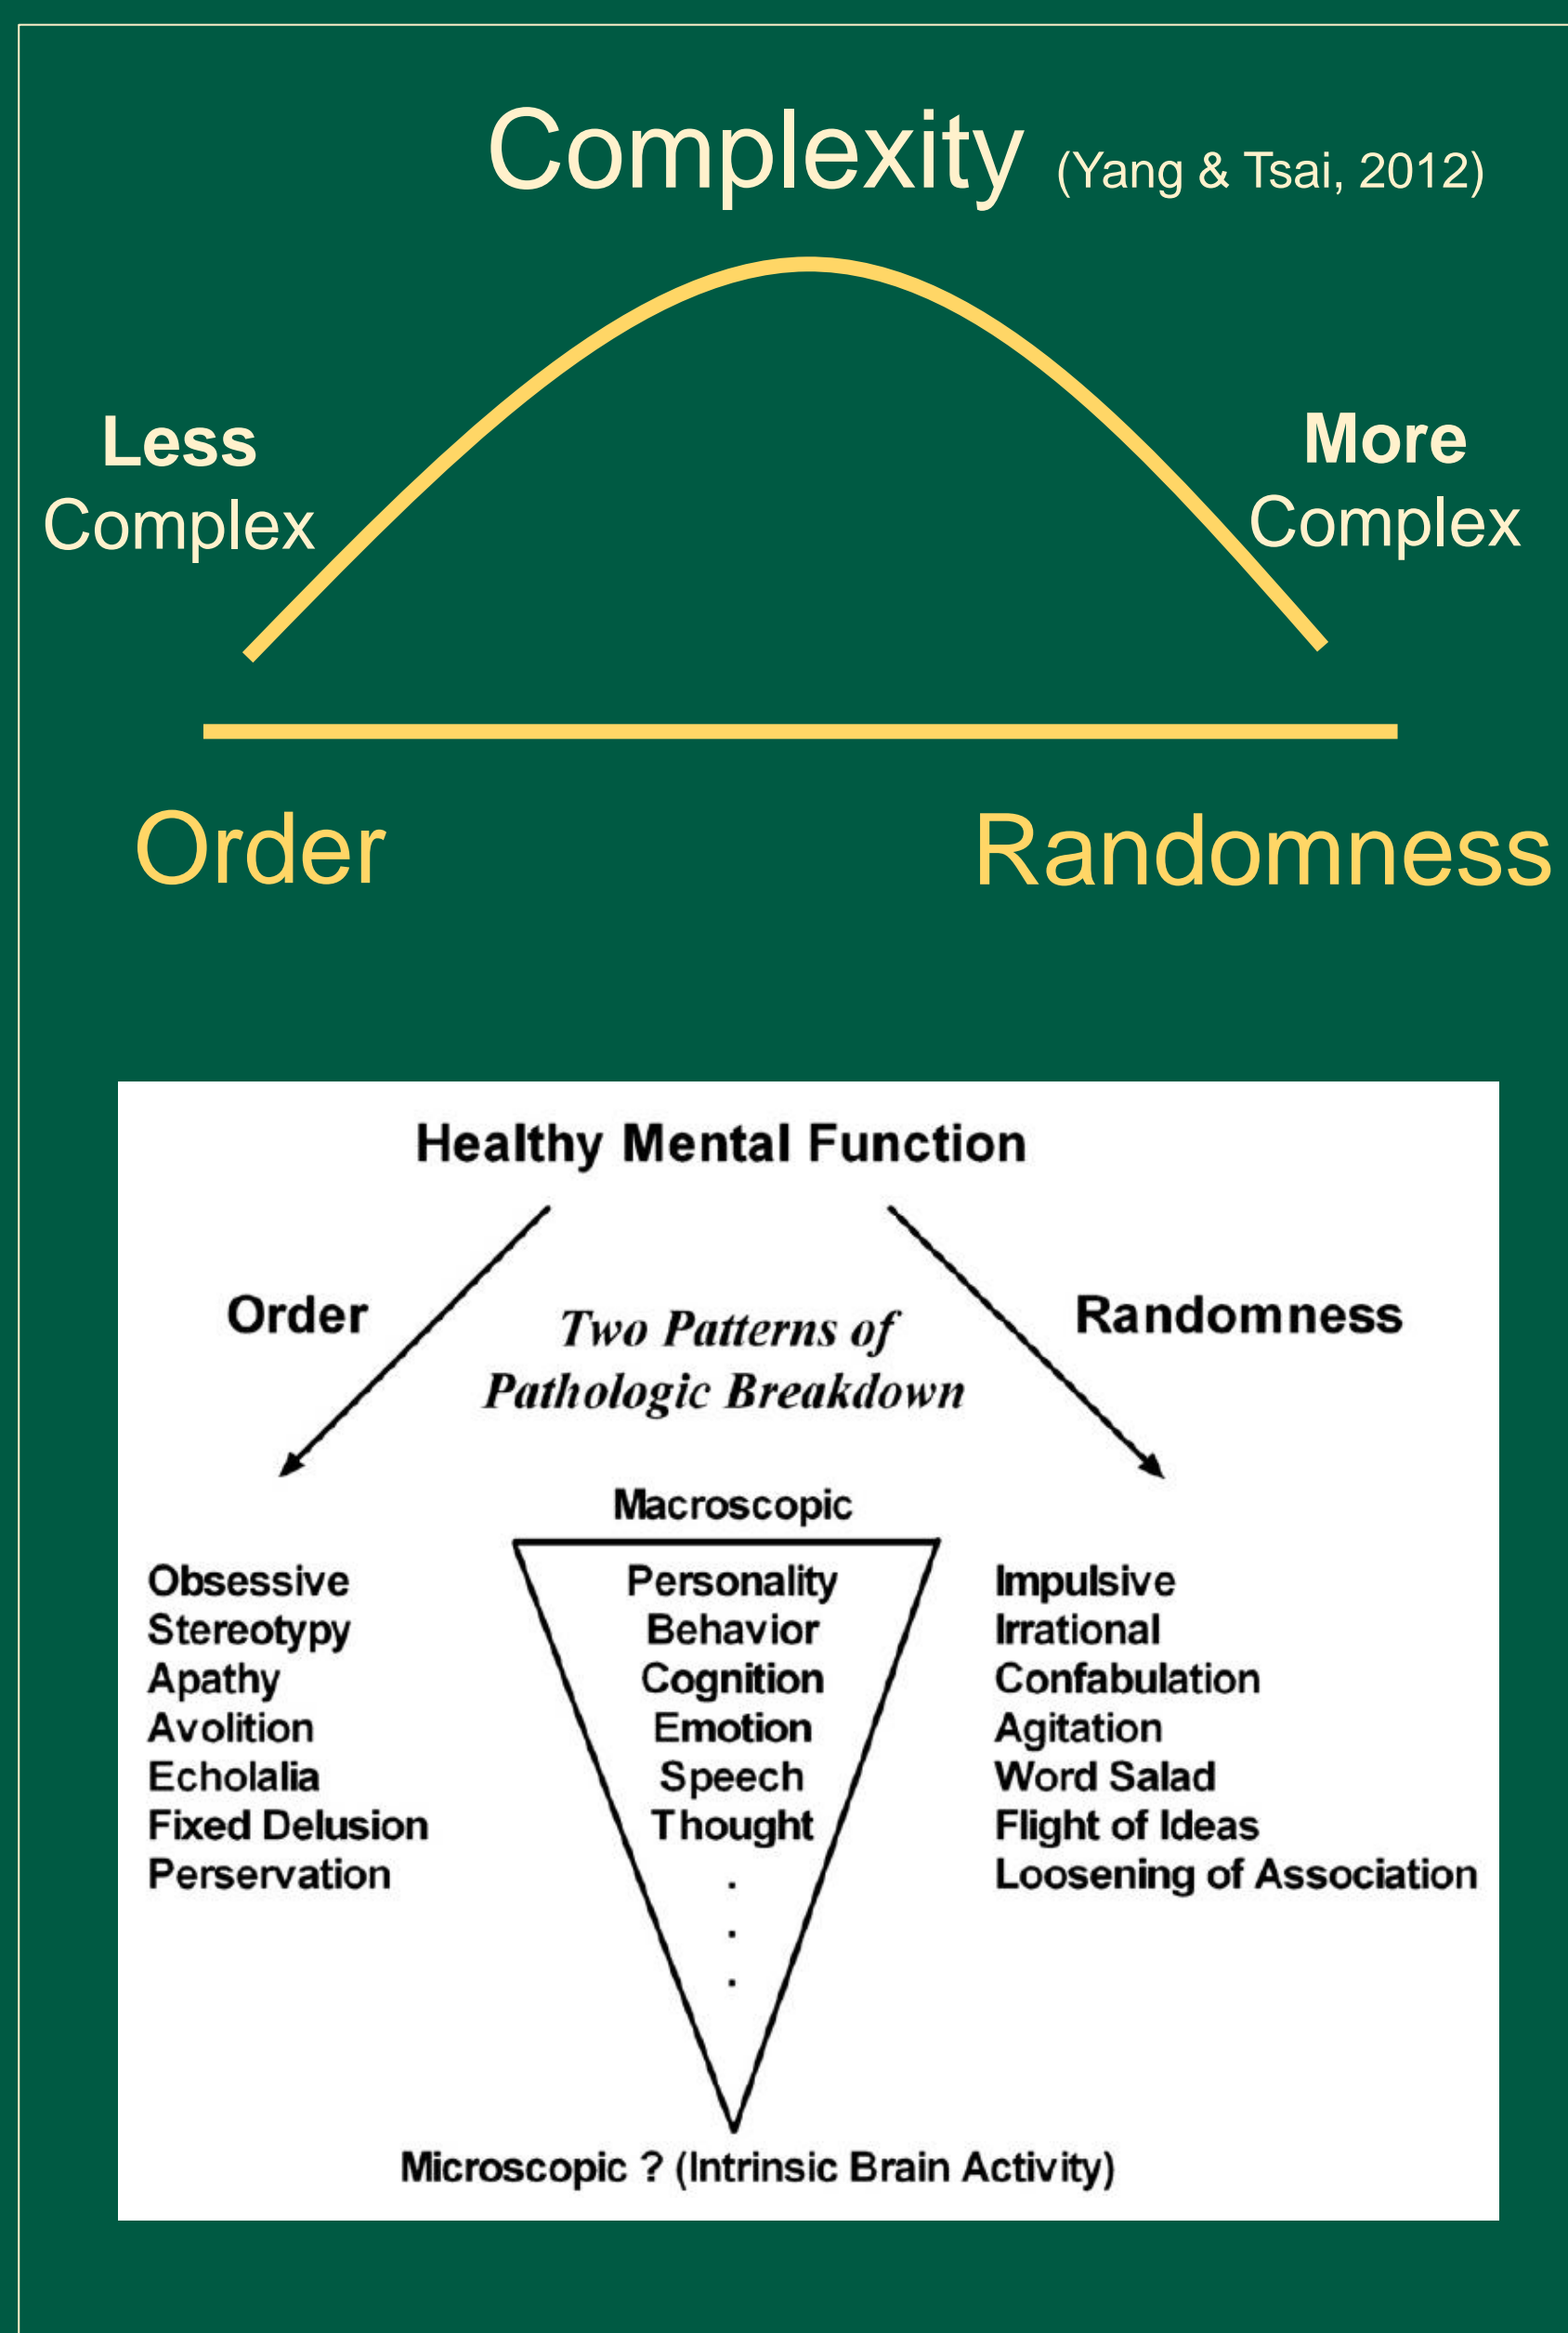 Complexity (Yang & Tsai, 2012)
Less
Complex
More
Complex
Order
Randomness
Healthy Mental Function
Order
Two Patterns of
Pathologic Breakdown
Randomness
Macroscopic
Obsessive
Stereotypy
Apathy
Avolition
Echolalia
Fixed Delusion
Perservation
Personality
Behavior
Cognition
Emotion
Speech
Thought
.
.
.
Impulsive
Irrational
Confabulation
Agitation
Word Salad
Flight of Ideas
Loosening of Association
Microscopic ? (Intrinsic Brain Activity)